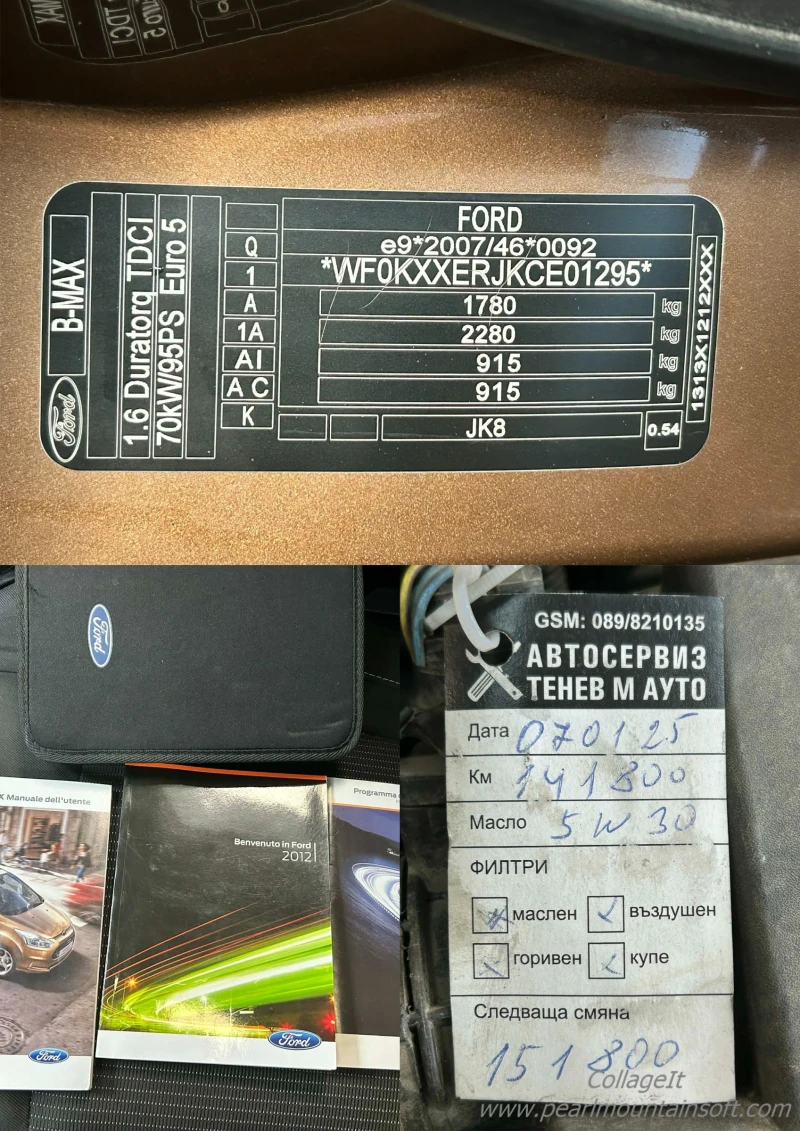 FORD
e9*2007/46*0092
*WF0KXXERJKCE01295*
B-MAX
1.6 Duratorq TDCI
70kW/95PS Euro 5
Q
1
A 1780 kg
1A 2280 kg
AI 915 kg
A C 915 kg
K JK8 0.54
1313X1212XXX
Ford
Ford
X Manuale dell'utente
Ford
Benvenuto in Ford
2012
Ford
Programma
GSM: 089/8210135
АВТОСЕРВИЗ
ТЕНЕВ М АУТО
Дата 070125
Км 141800
Масло 5W30
ФИЛТРИ
маслен въздушен
горивен купе
Следваща смяна
151800
CollageIt
www.pearlmountainsoft.com